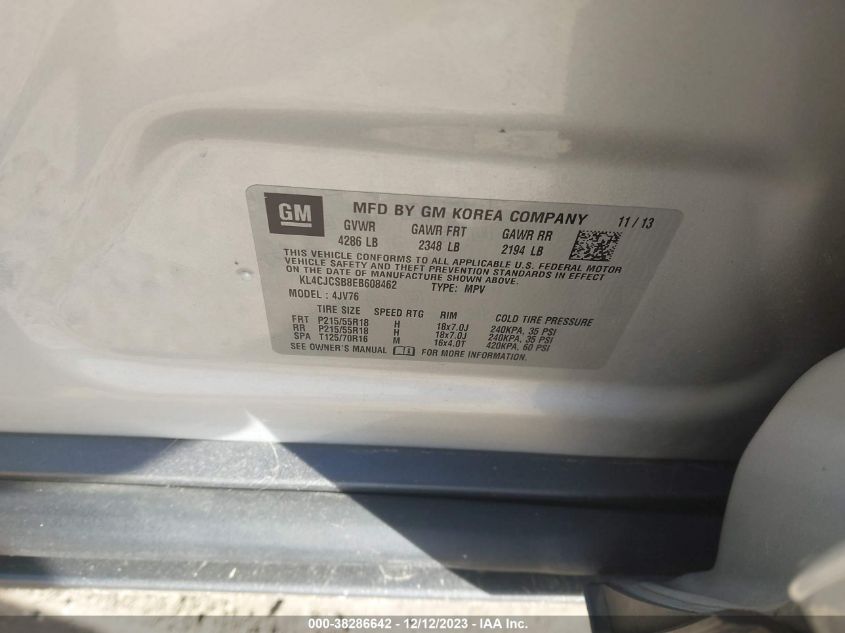 GM
MFD BY GM KOREA COMPANY 11 / 13
GVWR GAWR FRT GAWR RR
4286 LB 2348 LB 2194 LB
THIS VEHICLE CONFORMS TO ALL APPLICABLE U.S. FEDERAL MOTOR
VEHICLE SAFETY AND THEFT PREVENTION STANDARDS IN EFFECT
ON THE DATE OF MANUFACTURE SHOWN ABOVE.
KL4CJCSB8EB608462 TYPE: MPV
MODEL : 4JV76
TIRE SIZE SPEED RTG RIM COLD TIRE PRESSURE
FRT P215/55R18 H 18x7.0J 240KPA, 35 PSI
RR P215/55R18 H 18x7.0J 240KPA, 35 PSI
SPA T125/70R16 M 16x4.0T 420KPA, 60 PSI
SEE OWNER'S MANUAL i FOR MORE INFORMATION.
000-38286642 - 12/12/2023 - IAA Inc.